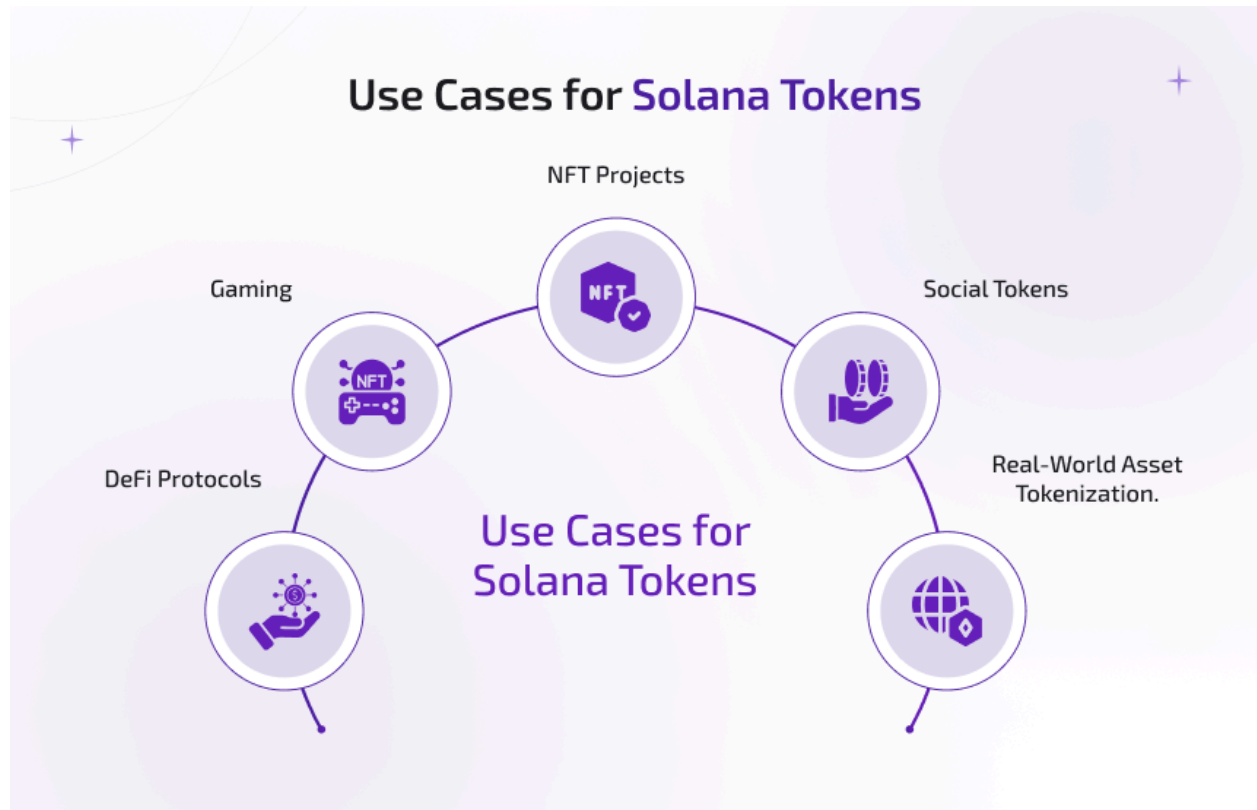 Use Cases for Solana Tokens
NFT Projects
NFT
Gaming
NFT
Social Tokens
DeFi Protocols
$
Real-World Asset
Tokenization.
Use Cases for
Solana Tokens